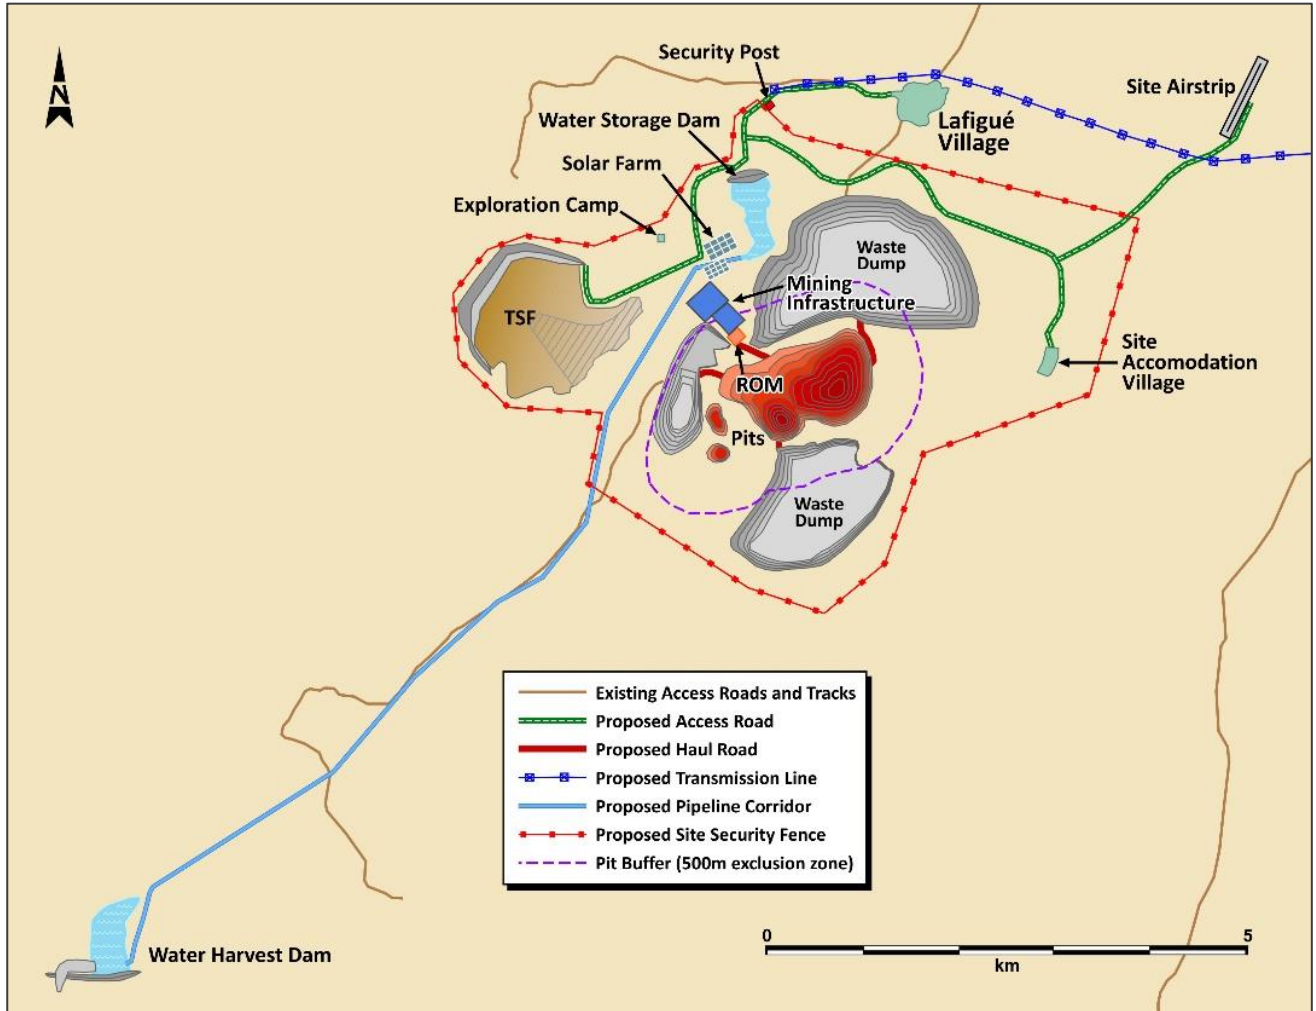 N
Security Post
Site Airstrip
Water Storage Dam
Lafigué
Village
Solar Farm
Exploration Camp
Waste
Dump
Mining
Infrastructure
TSF
Site
Accomodation
Village
ROM
Pits
Waste
Dump
Existing Access Roads and Tracks
Proposed Access Road
Proposed Haul Road
Proposed Transmission Line
Proposed Pipeline Corridor
Proposed Site Security Fence
Pit Buffer (500m exclusion zone)
Water Harvest Dam
0 5
km